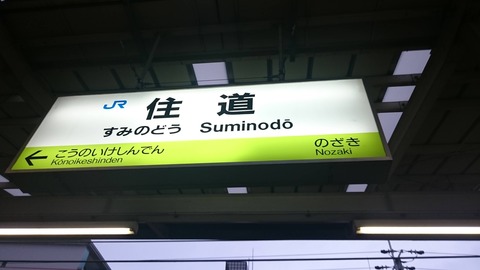 JR 住道
すみのどう Suminodō
こうのいけしんでん のざき
Kōnoikeshinden Nozaki